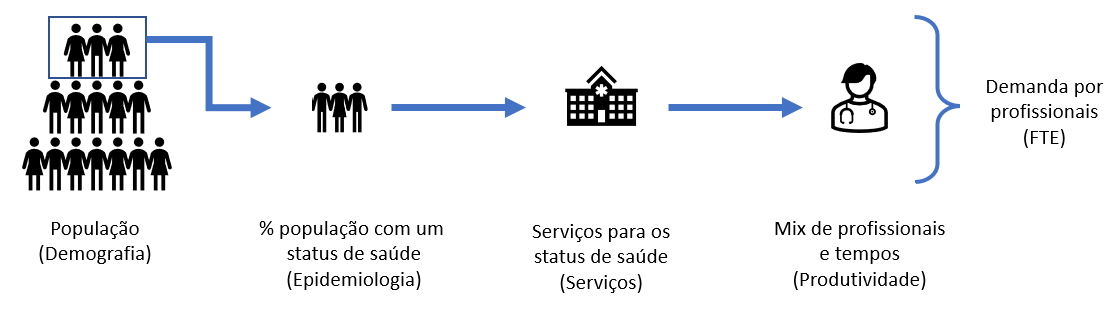 População
(Demografia)
% população com um
status de saúde
(Epidemiologia)
Serviços para os
status de saúde
(Serviços)
Mix de profissionais
e tempos
(Produtividade)
Demanda por
profissionais
(FTE)